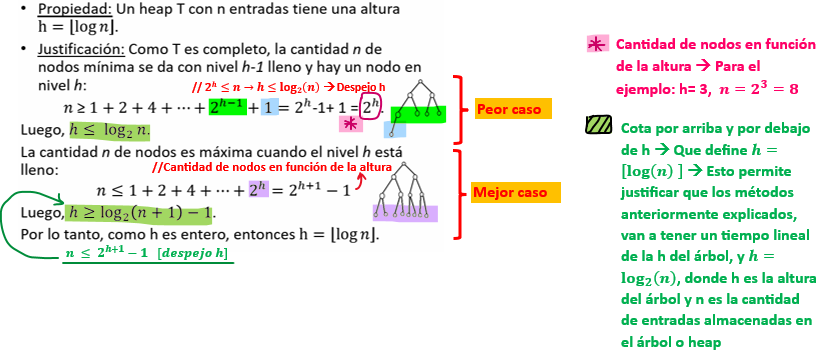 • Propiedad: Un heap T con n entradas tiene una altura
h = ⌊log n⌋.
• Justificación: Como T es completo, la cantidad n de
nodos mínima se da con nivel h-1 lleno y hay un nodo en
nivel h:
// 2^h ≤ n → h ≤ log₂(n) → Despejo h
n ≥ 1 + 2 + 4 + ⋯ + 2^(h−1) + 1 = 2^h-1+ 1 = 2^h.
Peor caso
Luego, h ≤ log₂ n.
La cantidad n de nodos es máxima cuando el nivel h está
lleno:
//Cantidad de nodos en función de la altura
n ≤ 1 + 2 + 4 + ⋯ + 2^h = 2^(h+1) − 1
Mejor caso
Luego, h ≥ log₂(n + 1) − 1.
Por lo tanto, como h es entero, entonces h = ⌊log n⌋.
n ≤ 2^(h+1) − 1 [despejo h]
* Cantidad de nodos en función
de la altura → Para el
ejemplo: h= 3, n = 2³ = 8
Cota por arriba y por debajo
de h → Que define h =
[log(n) ] → Esto permite
justificar que los métodos
anteriormente explicados,
van a tener un tiempo lineal
de la h del árbol, y h =
log₂(n), donde h es la altura
del árbol y n es la cantidad
de entradas almacenadas en
el árbol o heap